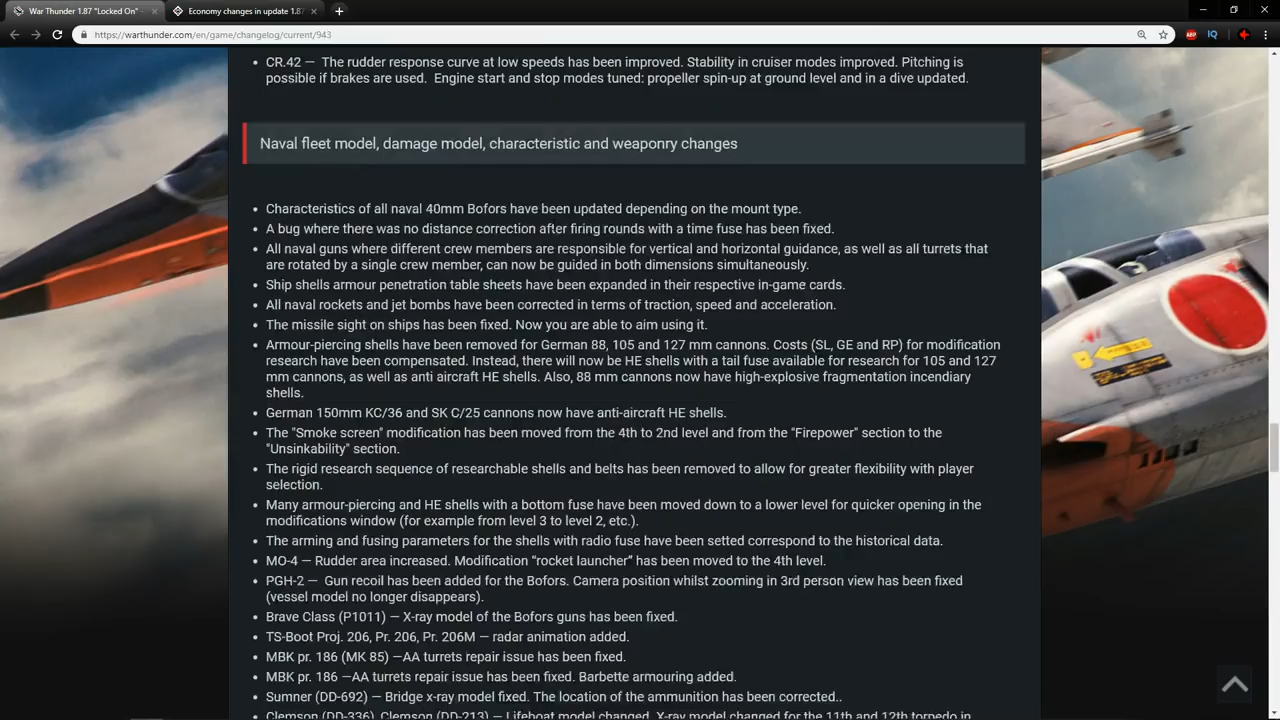 War Thunder 1.87 "Locked On" -
Economy changes in update 1.87
https://warthunder.com/en/game/changelog/current/943
ABP
IQ
• CR.42 — The rudder response curve at low speeds has been improved. Stability in cruiser modes improved. Pitching is
possible if brakes are used. Engine start and stop modes tuned: propeller spin-up at ground level and in a dive updated.
Naval fleet model, damage model, characteristic and weaponry changes
• Characteristics of all naval 40mm Bofors have been updated depending on the mount type.
• A bug where there was no distance correction after firing rounds with a time fuse has been fixed.
• All naval guns where different crew members are responsible for vertical and horizontal guidance, as well as all turrets that
are rotated by a single crew member, can now be guided in both dimensions simultaneously.
• Ship shells armour penetration table sheets have been expanded in their respective in-game cards.
• All naval rockets and jet bombs have been corrected in terms of traction, speed and acceleration.
• The missile sight on ships has been fixed. Now you are able to aim using it.
• Armour-piercing shells have been removed for German 88, 105 and 127 mm cannons. Costs (SL, GE and RP) for modification
research have been compensated. Instead, there will now be HE shells with a tail fuse available for research for 105 and 127
mm cannons, as well as anti aircraft HE shells. Also, 88 mm cannons now have high-explosive fragmentation incendiary
shells.
• German 150mm KC/36 and SK C/25 cannons now have anti-aircraft HE shells.
• The "Smoke screen" modification has been moved from the 4th to 2nd level and from the "Firepower" section to the
"Unsinkability" section.
• The rigid research sequence of researchable shells and belts has been removed to allow for greater flexibility with player
selection.
• Many armour-piercing and HE shells with a bottom fuse have been moved down to a lower level for quicker opening in the
modifications window (for example from level 3 to level 2, etc.).
• The arming and fusing parameters for the shells with radio fuse have been setted correspond to the historical data.
• MO-4 — Rudder area increased. Modification “rocket launcher” has been moved to the 4th level.
• PGH-2 — Gun recoil has been added for the Bofors. Camera position whilst zooming in 3rd person view has been fixed
(vessel model no longer disappears).
• Brave Class (P1011) — X-ray model of the Bofors guns has been fixed.
• TS-Boot Proj. 206, Pr. 206, Pr. 206M — radar animation added.
• MBK pr. 186 (MK 85) —AA turrets repair issue has been fixed.
• MBK pr. 186 —AA turrets repair issue has been fixed. Barbette armouring added.
• Sumner (DD-692) — Bridge x-ray model fixed. The location of the ammunition has been corrected..
• Clemson (DD-336), Clemson (DD-213) — Lifeboat model changed. X-ray model changed for the 11th and 12th torpedo in